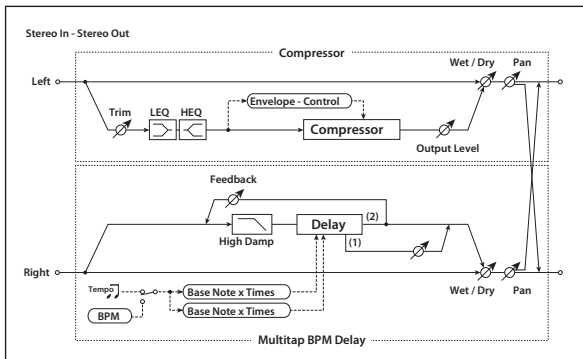 Stereo In - Stereo Out
Compressor
Wet / Dry
Pan
Left
Trim
LEQ
HEQ
Envelope - Control
Compressor
Output Level
Feedback
High Damp
Delay
(2)
(1)
Right
Wet / Dry
Pan
Tempo
BPM
Base Note x Times
Base Note x Times
Multitap BPM Delay